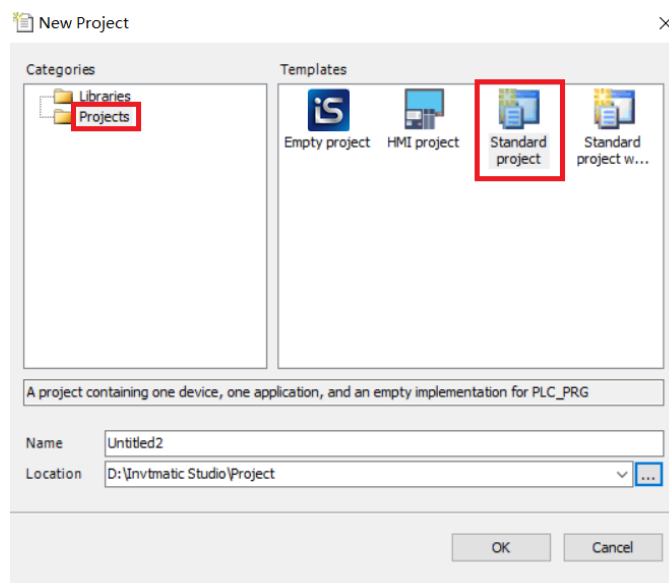 New Project
Categories
Templates
Libraries
Projects
iS
Empty project
HMI project
Standard
project
Standard
project w...
A project containing one device, one application, and an empty implementation for PLC_PRG
Name
Untitled2
Location
D:\Invtmatic Studio\Project
...
OK
Cancel